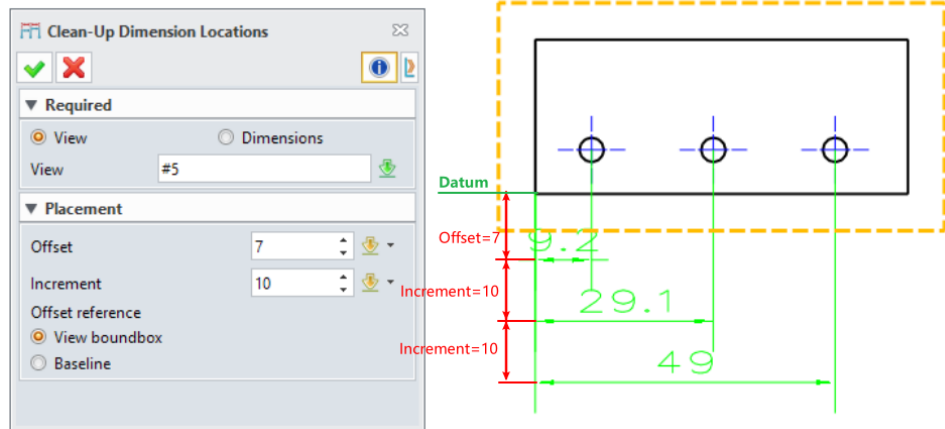 Clean-Up Dimension Locations
Required
View
Dimensions
View
#5
Placement
Offset
7
Increment
10
Offset reference
View boundbox
Baseline
Datum
Offset=7
9.2
Increment=10
29.1
Increment=10
49